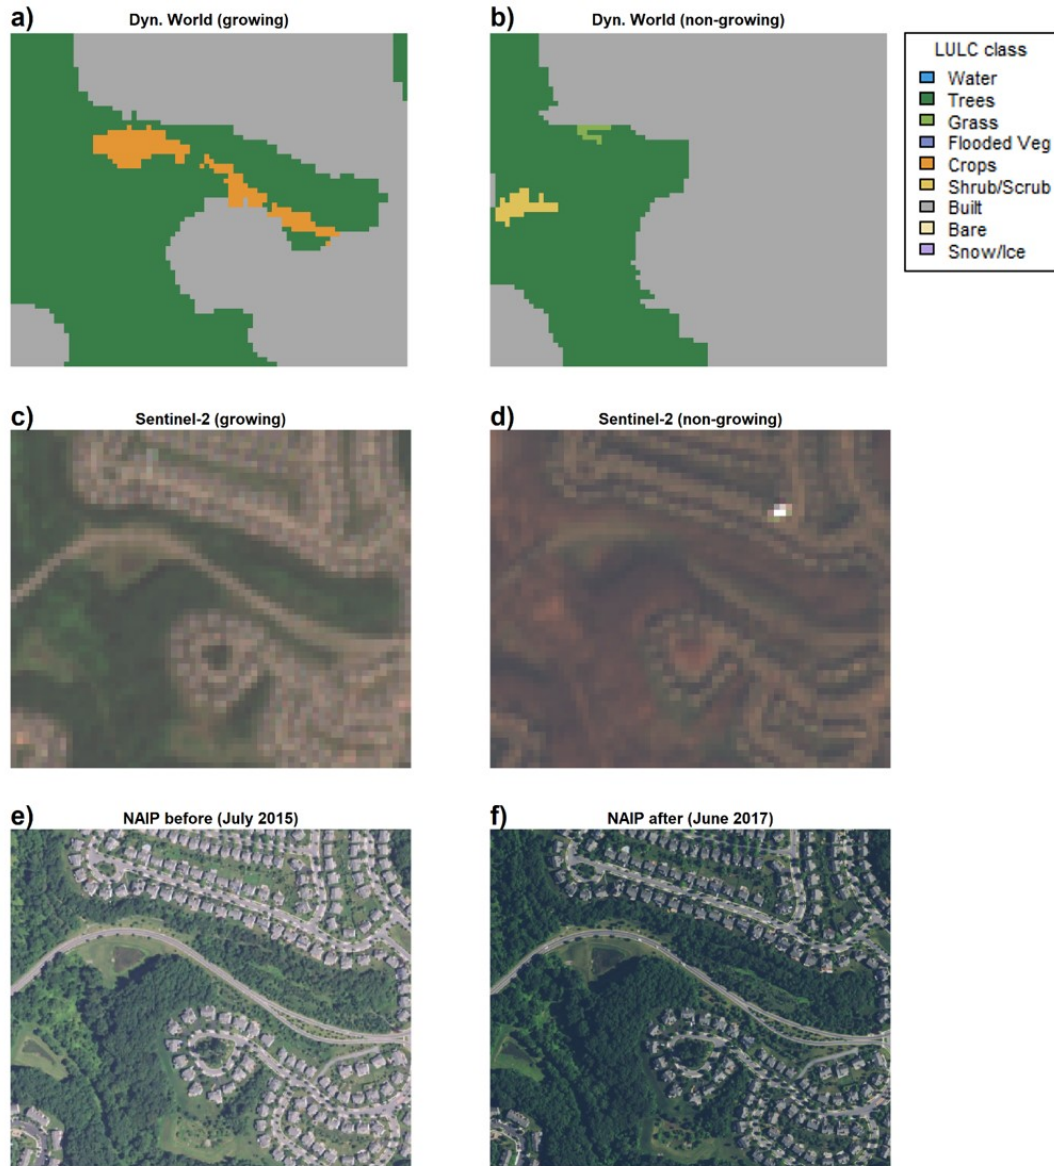 a)
Dyn. World (growing)
b)
Dyn. World (non-growing)
LULC class
Water
Trees
Grass
Flooded Veg
Crops
Shrub/Scrub
Built
Bare
Snow/Ice
c)
Sentinel-2 (growing)
d)
Sentinel-2 (non-growing)
e)
NAIP before (July 2015)
f)
NAIP after (June 2017)